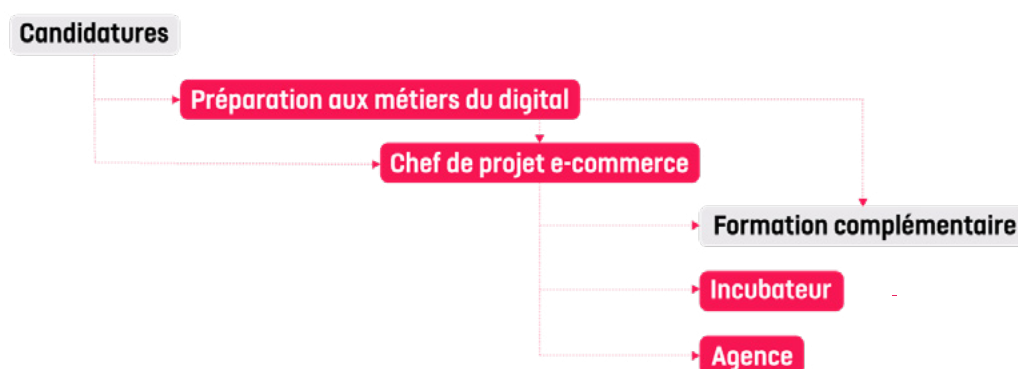 Candidatures
Préparation aux métiers du digital
Chef de projet e-commerce
Formation complémentaire
Incubateur
Agence